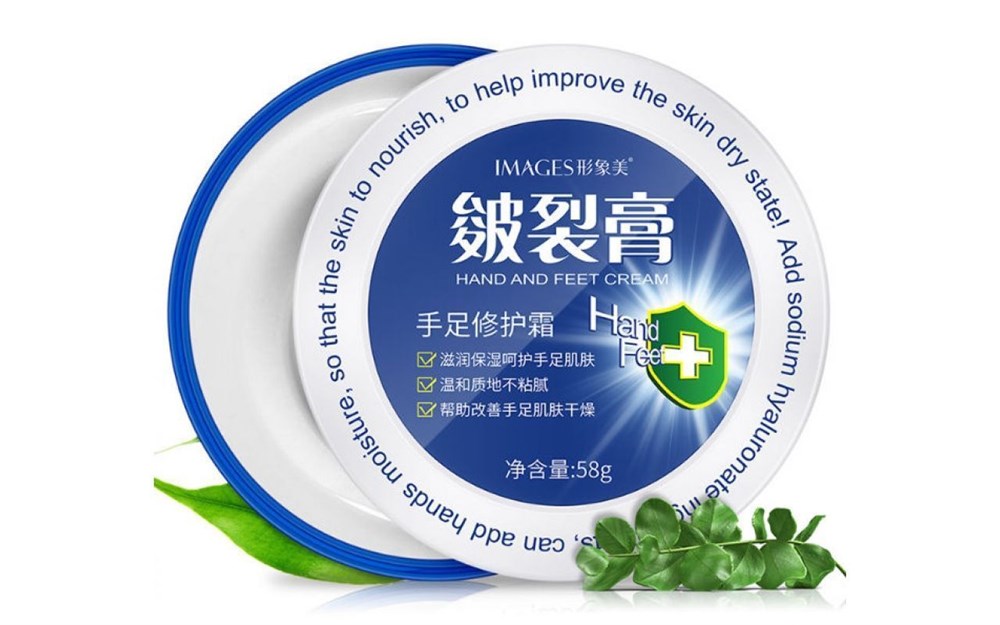 IMAGES形象美®
皴裂膏
HAND AND FEET CREAM
手足修护霜
滋润保湿呵护手足肌肤
温和质地不粘腻
帮助改善手足肌肤干燥
Hand
Feet
净含量:58g
Add sodium hyaluronate can add hands moisture, so that the skin to nourish, to help improve the skin dry state!